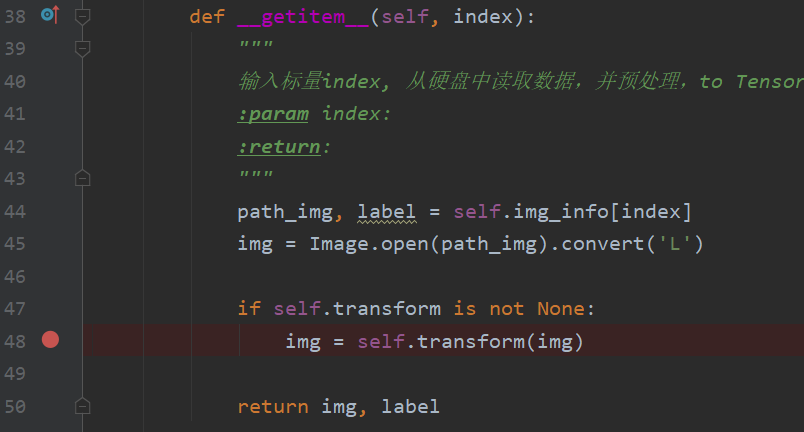 38 def __getitem__(self, index):
39 """
40 输入标量index, 从硬盘中读取数据，并预处理，to Tensor
41 :param index:
42 :return:
43 """
44 path_img, label = self.img_info[index]
45 img = Image.open(path_img).convert('L')
46
47 if self.transform is not None:
48 img = self.transform(img)
49
50 return img, label